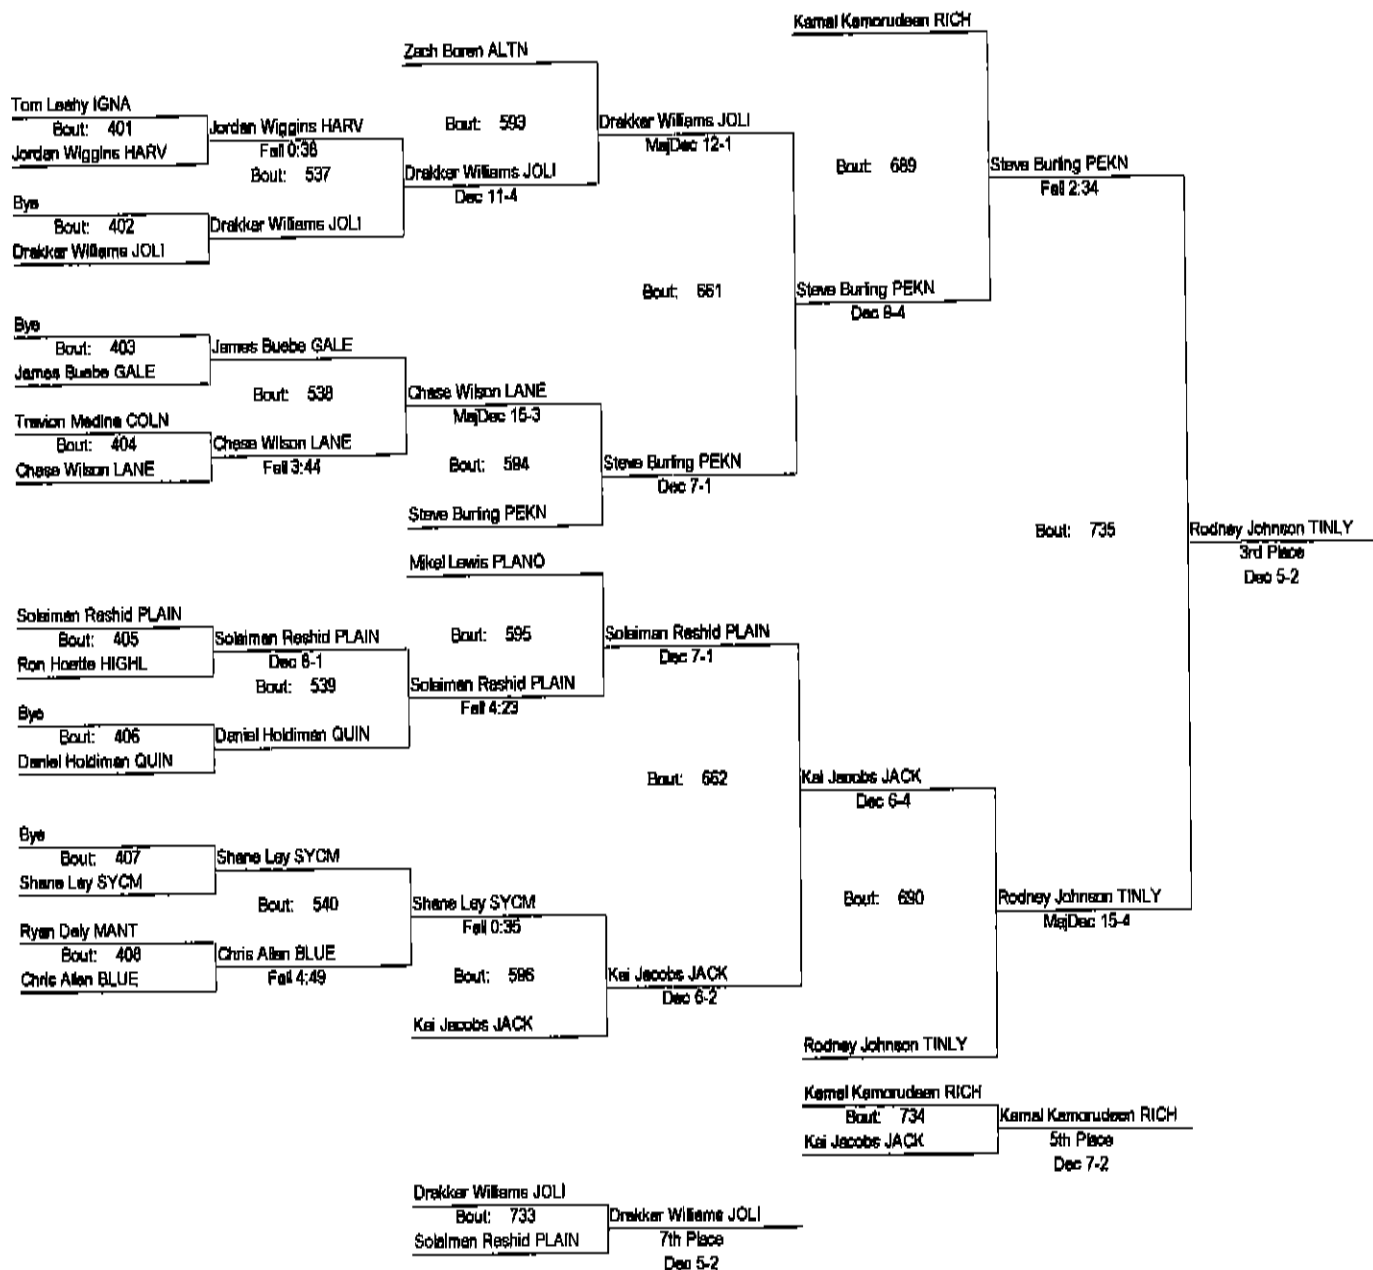 Kamal Kamorudeen RICH
Zach Boren ALTN
Tom Leahy IGNA
Bout: 401
Jordan Wiggins HARV
Jordan Wiggins HARV
Fall 0:38
Bout: 537
Bout: 593
Drakkar Williams JOLI
MajDec 12-1
Drakkar Williams JOLI
Dec 11-4
Bout: 689
Steve Burling PEKN
Fall 2:34
Bye
Bout: 402
Drakkar Williams JOLI
Drakkar Williams JOLI
Bout: 661
Steve Burling PEKN
Dec 8-4
Bye
Bout: 403
James Buebe GALE
James Buebe GALE
Bout: 538
Chase Wilson LANE
MajDec 15-3
Travion Medina COLN
Bout: 404
Chase Wilson LANE
Chase Wilson LANE
Fall 3:44
Bout: 594
Steve Burling PEKN
Dec 7-1
Steve Burling PEKN
Bout: 735
Rodney Johnson TINLY
3rd Place
Dec 5-2
Mikel Lewis PLANO
Solaiman Rashid PLAIN
Bout: 405
Ron Hoette HIGHL
Solaiman Rashid PLAIN
Dec 8-1
Bout: 539
Bout: 595
Solaiman Rashid PLAIN
Dec 7-1
Solaiman Rashid PLAIN
Fall 4:23
Bye
Bout: 406
Daniel Holdiman QUIN
Daniel Holdiman QUIN
Bout: 662
Kai Jacobs JACK
Dec 6-4
Bye
Bout: 407
Shane Ley SYCM
Shane Ley SYCM
Bout: 540
Shane Ley SYCM
Fall 0:35
Bout: 690
Rodney Johnson TINLY
MajDec 15-4
Ryan Daly MANT
Bout: 408
Chris Allen BLUE
Chris Allen BLUE
Fall 4:49
Bout: 596
Kai Jacobs JACK
Dec 6-2
Kai Jacobs JACK
Rodney Johnson TINLY
Kamal Kamorudeen RICH
Bout: 734
Kai Jacobs JACK
Kamal Kamorudeen RICH
5th Place
Dec 7-2
Drakkar Williams JOLI
Bout: 733
Solaiman Rashid PLAIN
Drakkar Williams JOLI
7th Place
Dec 5-2